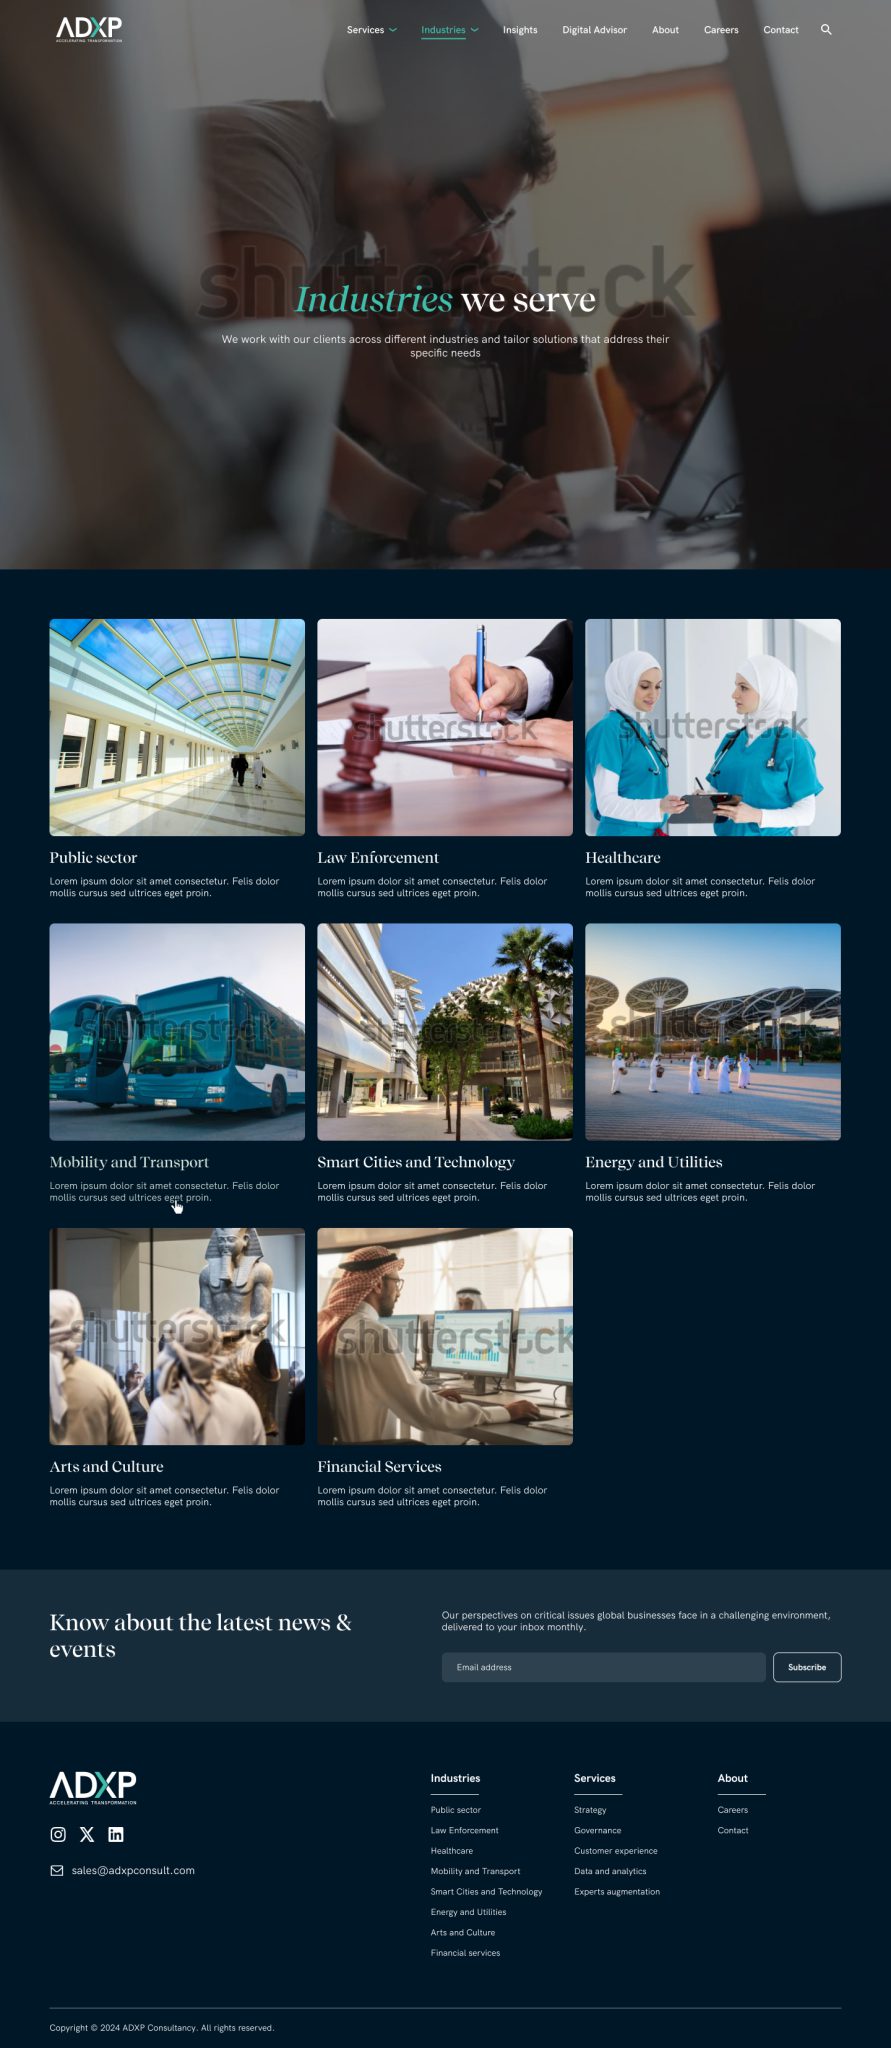 ADXP
ACCELERATING TRANSFORMATION
Services Industries Insights Digital Advisor About Careers Contact
shutterstock
Industries we serve
We work with our clients across different industries and tailor solutions that address their
specific needs
shutterstock
shutterstock
Public sector
Lorem ipsum dolor sit amet consectetur. Felis dolor
mollis cursus sed ultrices eget proin.
Law Enforcement
Lorem ipsum dolor sit amet consectetur. Felis dolor
mollis cursus sed ultrices eget proin.
Healthcare
Lorem ipsum dolor sit amet consectetur. Felis dolor
mollis cursus sed ultrices eget proin.
shutterstock
shutterstock
shutterstock
Mobility and Transport
Lorem ipsum dolor sit amet consectetur. Felis dolor
mollis cursus sed ultrices eget proin.
Smart Cities and Technology
Lorem ipsum dolor sit amet consectetur. Felis dolor
mollis cursus sed ultrices eget proin.
Energy and Utilities
Lorem ipsum dolor sit amet consectetur. Felis dolor
mollis cursus sed ultrices eget proin.
shutterstock
shutterstock
Arts and Culture
Lorem ipsum dolor sit amet consectetur. Felis dolor
mollis cursus sed ultrices eget proin.
Financial Services
Lorem ipsum dolor sit amet consectetur. Felis dolor
mollis cursus sed ultrices eget proin.
Know about the latest news &
events
Our perspectives on critical issues global businesses face in a challenging environment,
delivered to your inbox monthly.
Email address
Subscribe
ADXP
ACCELERATING TRANSFORMATION
sales@adxpconsult.com
Industries
Public sector
Law Enforcement
Healthcare
Mobility and Transport
Smart Cities and Technology
Energy and Utilities
Arts and Culture
Financial services
Services
Strategy
Governance
Customer experience
Data and analytics
Experts augmentation
About
Careers
Contact
Copyright © 2024 ADXP Consultancy. All rights reserved.